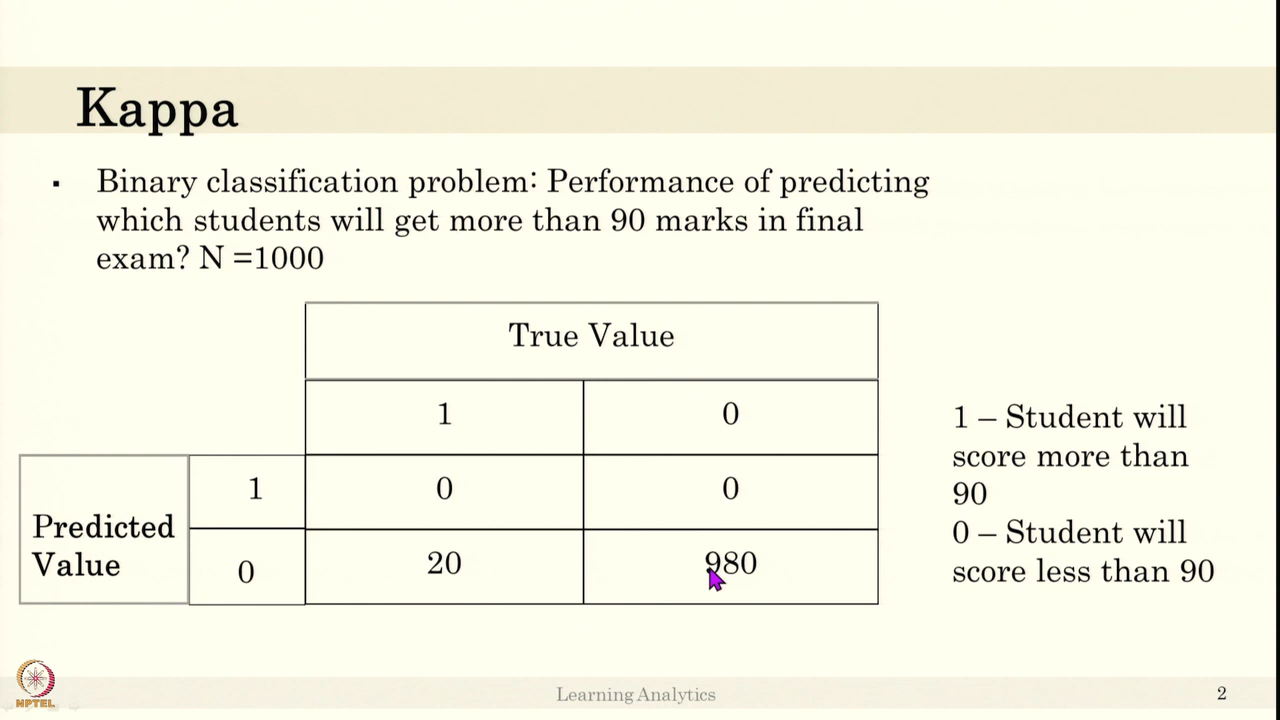 Kappa
▪ Binary classification problem: Performance of predicting
which students will get more than 90 marks in final
exam? N =1000
True Value
1 0
1 0 0
Predicted
Value
0 20 980
1 – Student will
score more than
90
0 – Student will
score less than 90
NPTEL
Learning Analytics
2